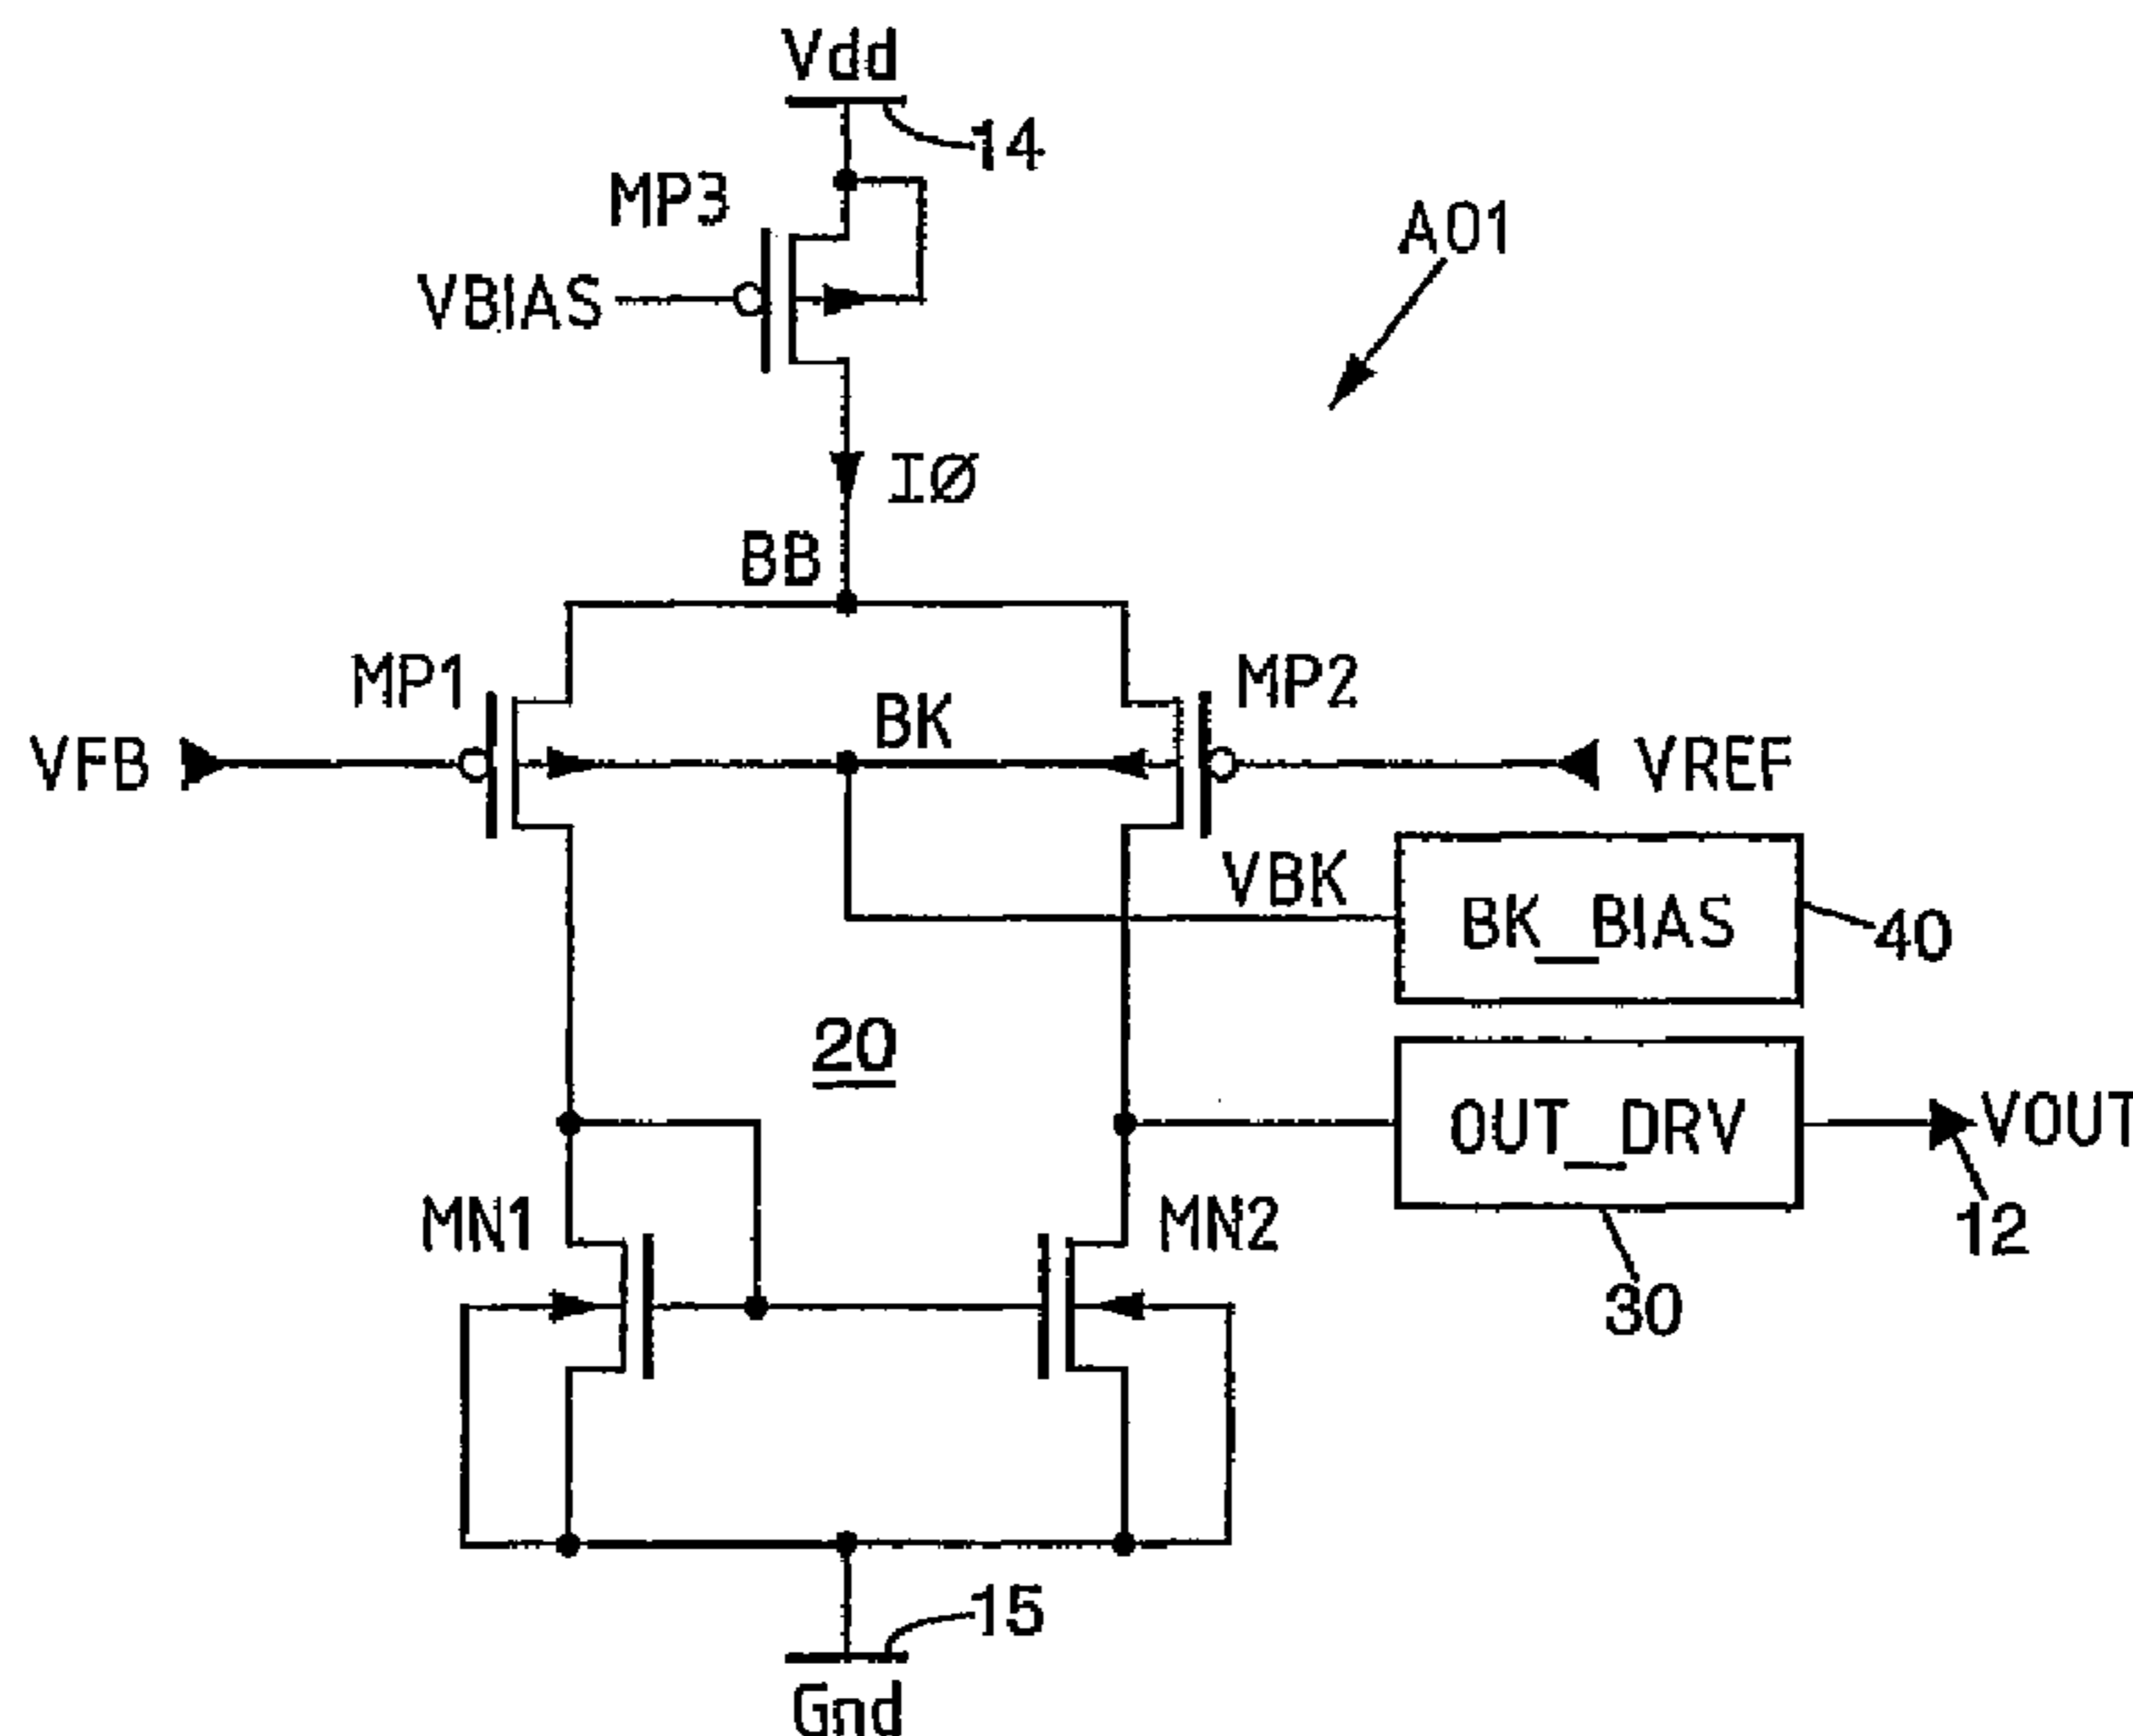 Vdd
14
MP3
AO1
VBIAS
IØ
BB
MP1
MP2
BK
VFB
VREF
VBK
BK_BIAS
40
20
OUT_DRV
VOUT
MN1
MN2
12
30
15
Gnd